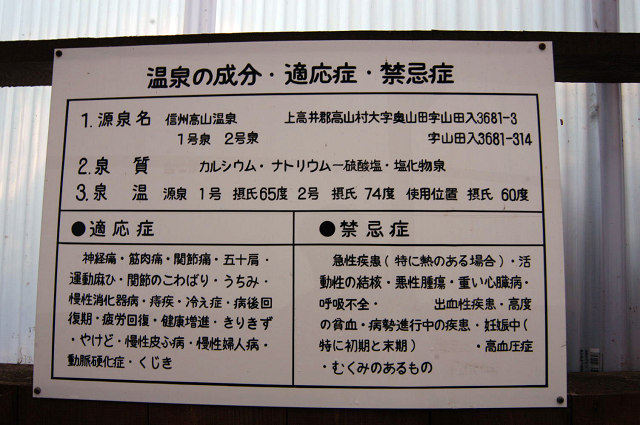 温泉の成分・適応症・禁忌症
1.源泉名 信州高山温泉 上高井郡高山村大字奥山田字山田入3681-3
1号泉 2号泉 字山田入3681-314
2.泉質 カルシウム・ナトリウム一硫酸塩・塩化物泉
3.泉温 源泉 1号 摂氏65度 2号 摂氏 74度 使用位置 摂氏 60度
●適応症
神経痛・筋肉痛・関節痛・五十肩・
運動麻ひ・関節のこわばり・うちみ・
慢性消化器病・痔疾・冷え症・病後回
復期・疲労回復・健康増進・きりきず
・やけど・慢性皮ふ病・慢性婦人病・
動脈硬化症・くじき
●禁忌症
急性疾患(特に熱のある場合)・活
動性の結核・悪性腫瘍・重い心臓病・
呼吸不全・ 出血性疾患・高度
の貧血・病勢進行中の疾患・妊娠中(
特に初期と末期) ・高血圧症
・むくみのあるもの